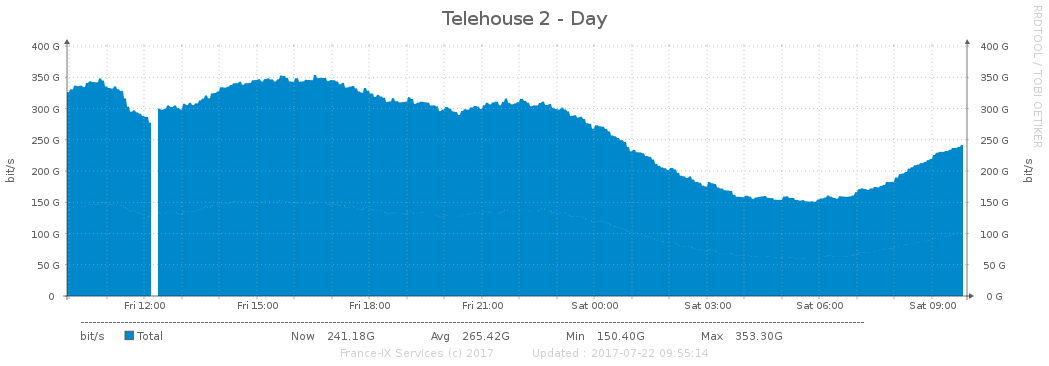 Telehouse 2 - Day
RRDTOOL / TOBI OETIKER
400 G 400 G
350 G 350 G
300 G 300 G
250 G 250 G
200 G 200 G
150 G 150 G
100 G 100 G
50 G 50 G
0 0 G
bit/s
bit/s
Fri 12:00 Fri 15:00 Fri 18:00 Fri 21:00 Sat 00:00 Sat 03:00 Sat 06:00 Sat 09:00
bit/s Total Now 241.18G Avg 265.42G Min 150.40G Max 353.30G
France-IX Services (c) 2017 Updated : 2017-07-22 09:55:14